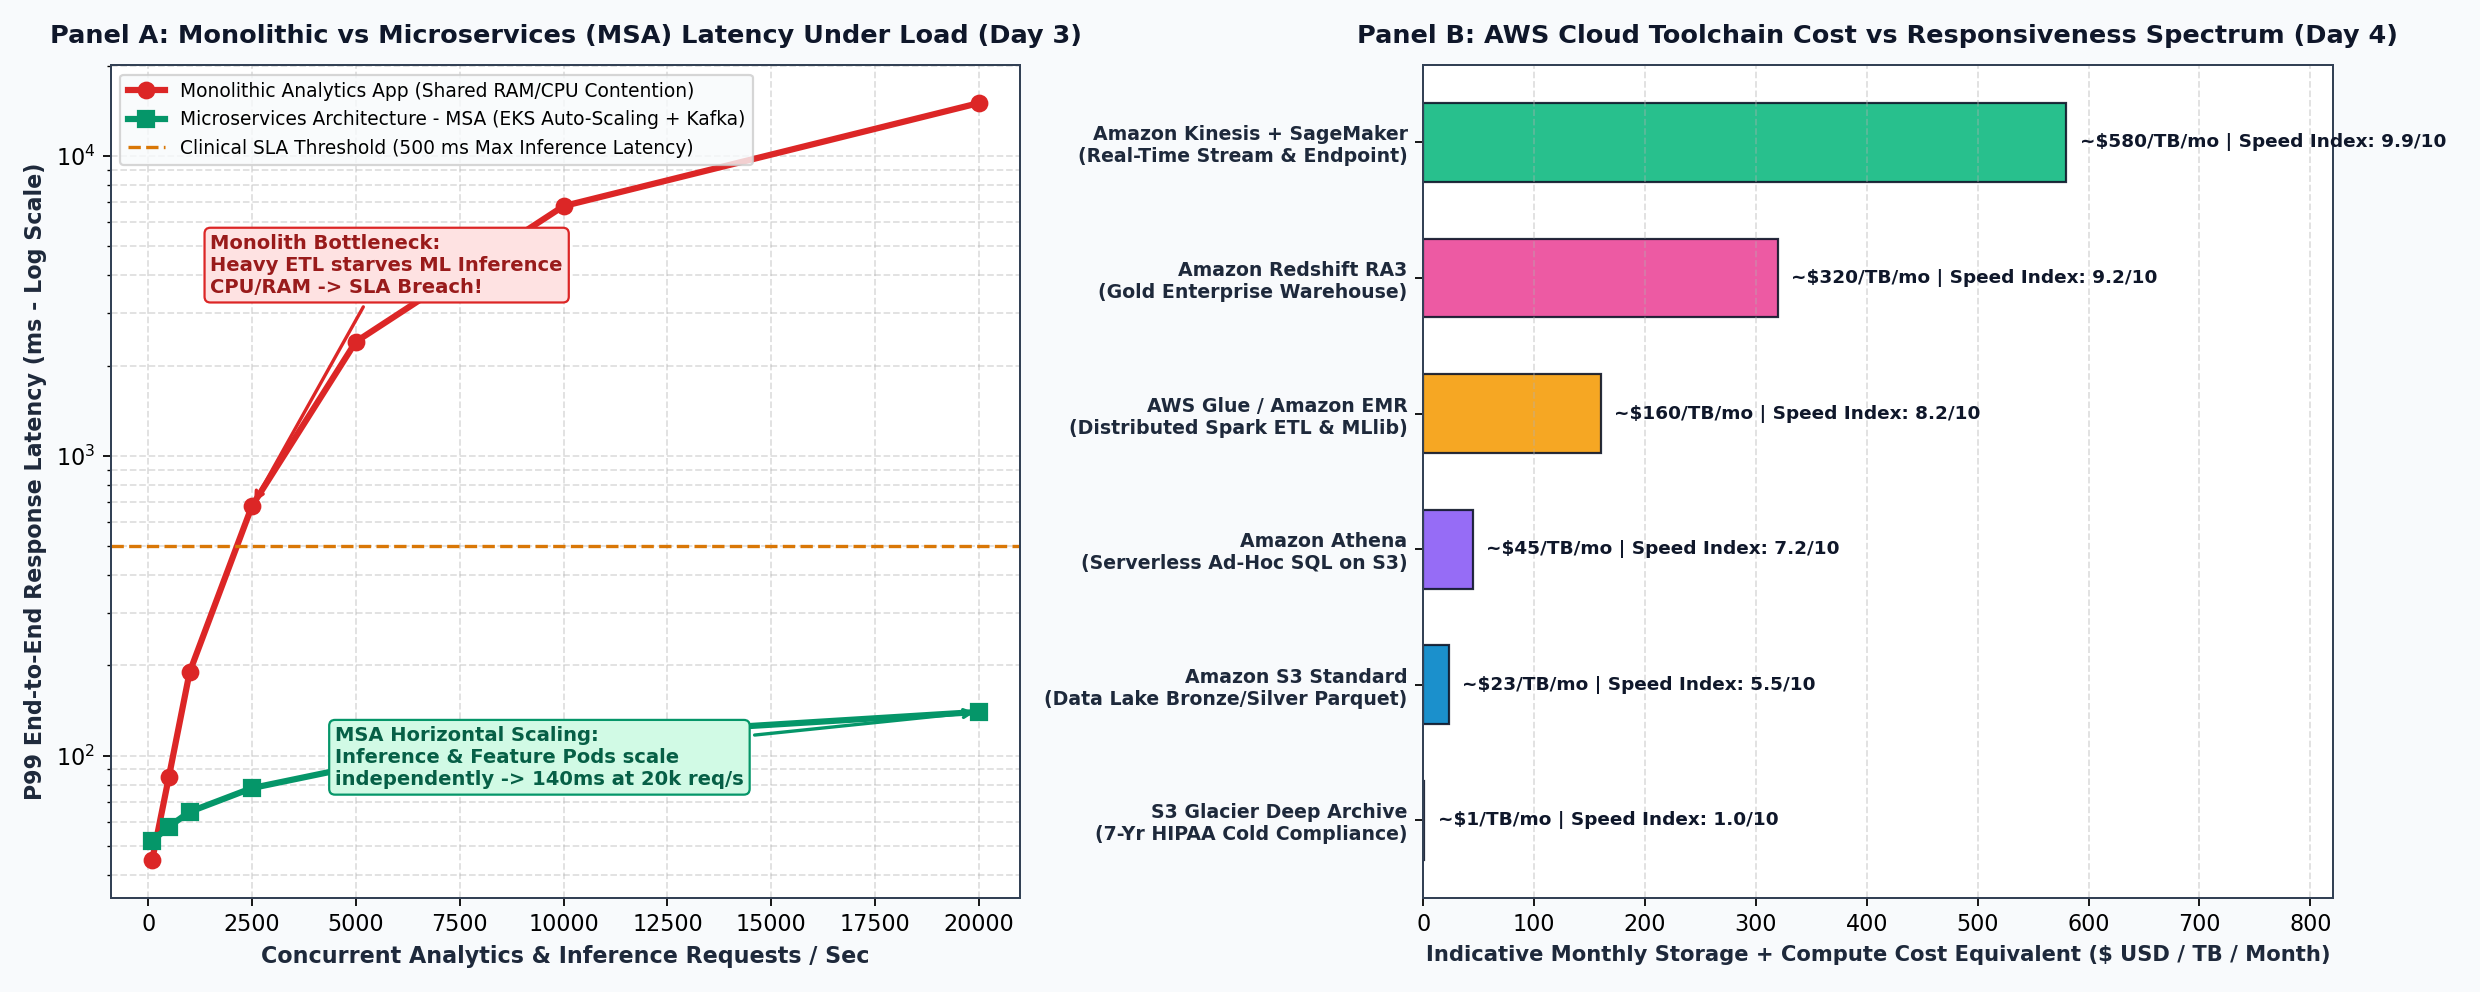 Panel A: Monolithic vs Microservices (MSA) Latency Under Load (Day 3)
Monolithic Analytics App (Shared RAM/CPU Contention)
Microservices Architecture - MSA (EKS Auto-Scaling + Kafka)
Clinical SLA Threshold (500 ms Max Inference Latency)
P99 End-to-End Response Latency (ms - Log Scale)
10⁴
10³
10²
Monolith Bottleneck:
Heavy ETL starves ML Inference
CPU/RAM -> SLA Breach!
MSA Horizontal Scaling:
Inference & Feature Pods scale
independently -> 140ms at 20k req/s
0 2500 5000 7500 10000 12500 15000 17500 20000
Concurrent Analytics & Inference Requests / Sec
Panel B: AWS Cloud Toolchain Cost vs Responsiveness Spectrum (Day 4)
Amazon Kinesis + SageMaker
(Real-Time Stream & Endpoint)
~$580/TB/mo | Speed Index: 9.9/10
Amazon Redshift RA3
(Gold Enterprise Warehouse)
~$320/TB/mo | Speed Index: 9.2/10
AWS Glue / Amazon EMR
(Distributed Spark ETL & MLlib)
~$160/TB/mo | Speed Index: 8.2/10
Amazon Athena
(Serverless Ad-Hoc SQL on S3)
~$45/TB/mo | Speed Index: 7.2/10
Amazon S3 Standard
(Data Lake Bronze/Silver Parquet)
~$23/TB/mo | Speed Index: 5.5/10
S3 Glacier Deep Archive
(7-Yr HIPAA Cold Compliance)
~$1/TB/mo | Speed Index: 1.0/10
0 100 200 300 400 500 600 700 800
Indicative Monthly Storage + Compute Cost Equivalent ($ USD / TB / Month)